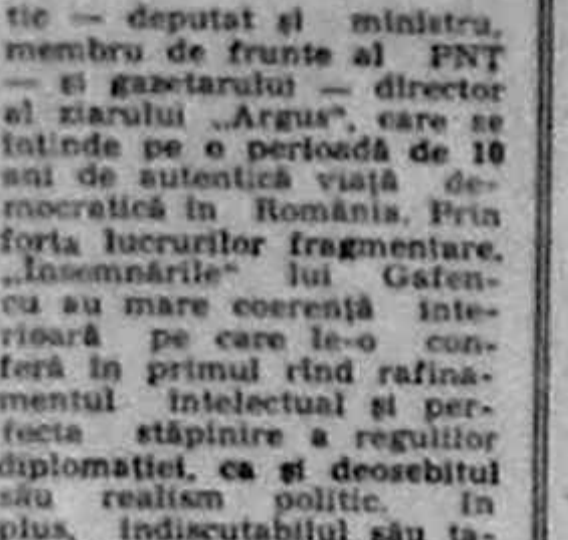 tic — deputat și ministru,
membru de frunte al PNT
— și gazetarului — director
al ziarului „Argus", care se
întinde pe o perioadă de 10
ani de autentică viață de-
mocratică în România. Prin
forța lucrurilor fragmentare,
„Însemnările" lui Gafen-
cu au mare coerență inte-
rioară pe care le-o con-
feră în primul rînd rafina-
mentul intelectual și per-
fecta stăpînire a regulilor
diplomației, ca și deosebitul
său realism politic. În
plus, indiscutabilul său ta-